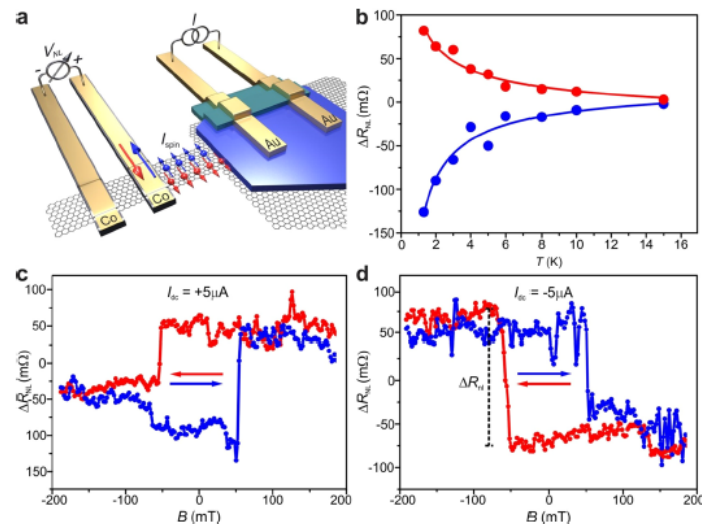 a
I
V_NL
- +
I_spin
Au
Au
Co
Co
b
ΔR_NL (mΩ)
100
50
0
-50
-100
-150
0 2 4 6 8 10 12 14 16
T (K)
c
I_dc = +5μA
ΔR_NL (mΩ)
100
50
0
50
100
150
-200 -100 0 100 200
B (mT)
d
I_dc = -5μA
ΔR_nl
ΔR_NL (mΩ)
100
50
0
-50
-100
-200 -100 0 100 200
B (mT)